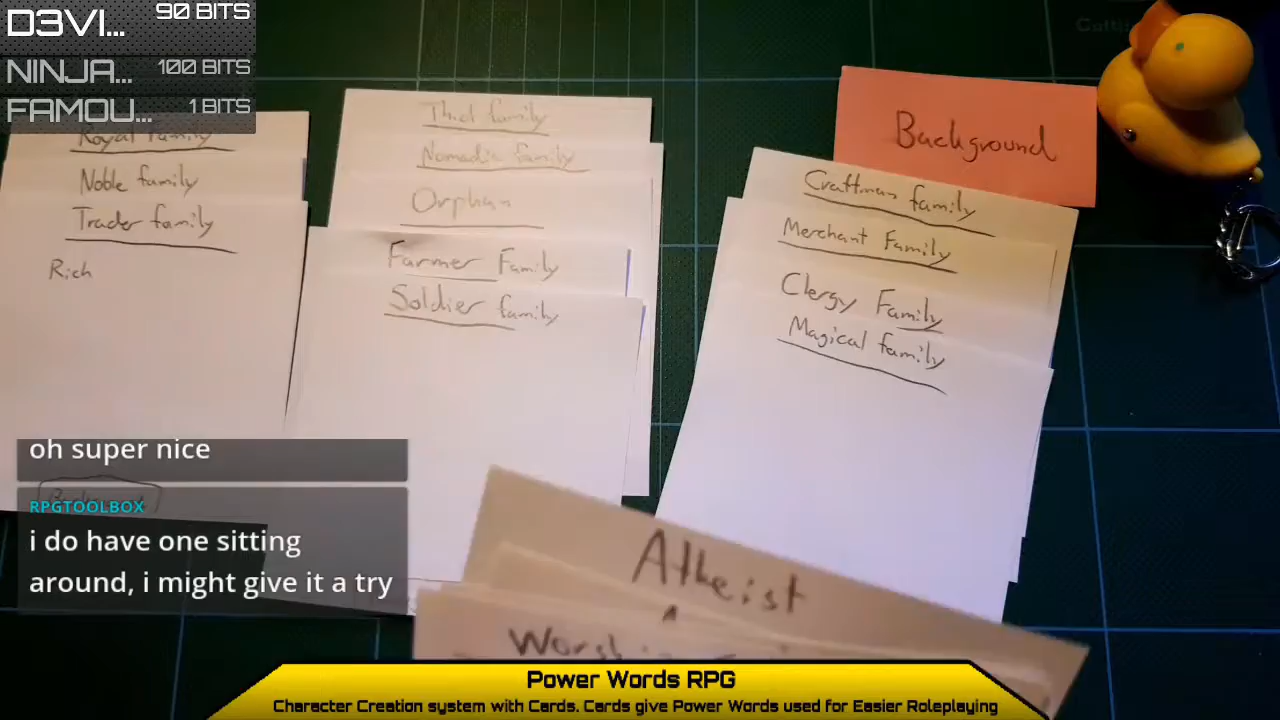 D3VI... 90 BITS
NINJA... 100 BITS
FAMOU... 1 BITS
Royal Family
Noble family
Trader family
Rich
Thief family
Nomadic family
Orphan
Farmer Family
Soldier family
Background
Craftman family
Merchant Family
Clergy Family
Magical family
Atheist
oh super nice
RPGTOOLBOX
i do have one sitting
around, i might give it a try
Power Words RPG
Character Creation system with Cards. Cards give Power Words used for Easier Roleplaying